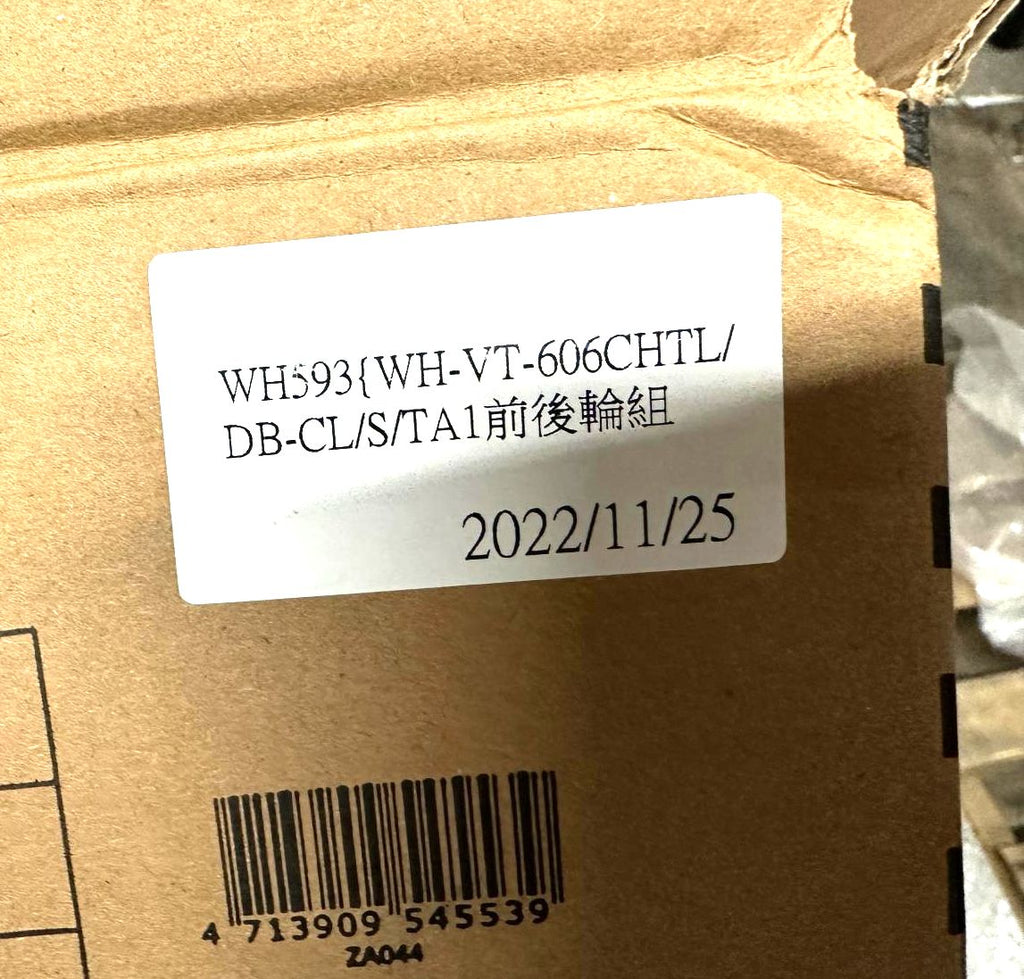 WH593{WH-VT-606CHTL/
DB-CL/S/TA1前後輪組
2022/11/25
4 713909 545539
ZA044